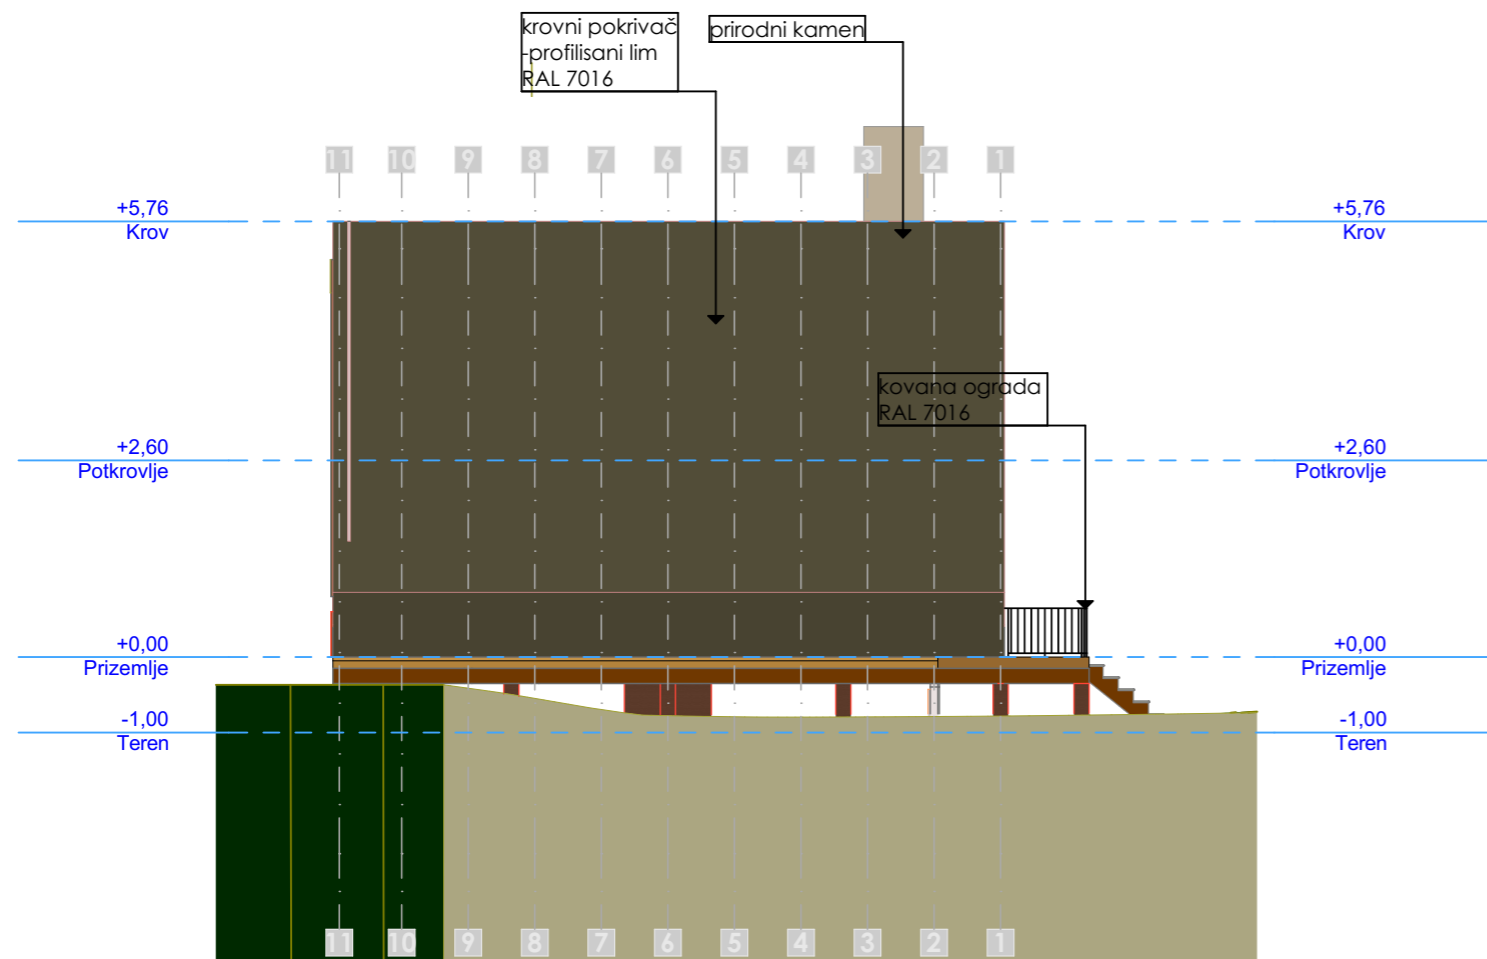 krovni pokrivač
-profilisani lim
RAL 7016
prirodni kamen
11 10 9 8 7 6 5 4 3 2 1
+5,76
Krov
+5,76
Krov
kovana ograda
RAL 7016
+2,60
Potkrovlje
+2,60
Potkrovlje
+0,00
Prizemlje
+0,00
Prizemlje
-1,00
Teren
-1,00
Teren
11 10 9 8 7 6 5 4 3 2 1